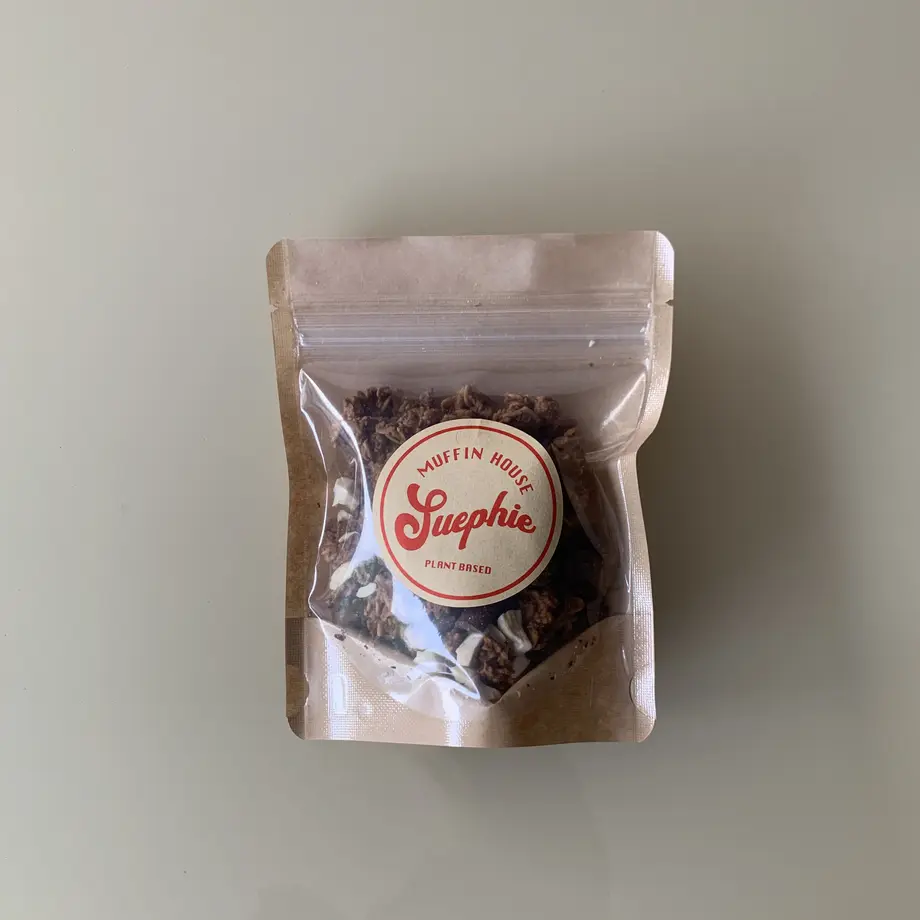 MUFFIN HOUSE
Suephie
PLANT BASED